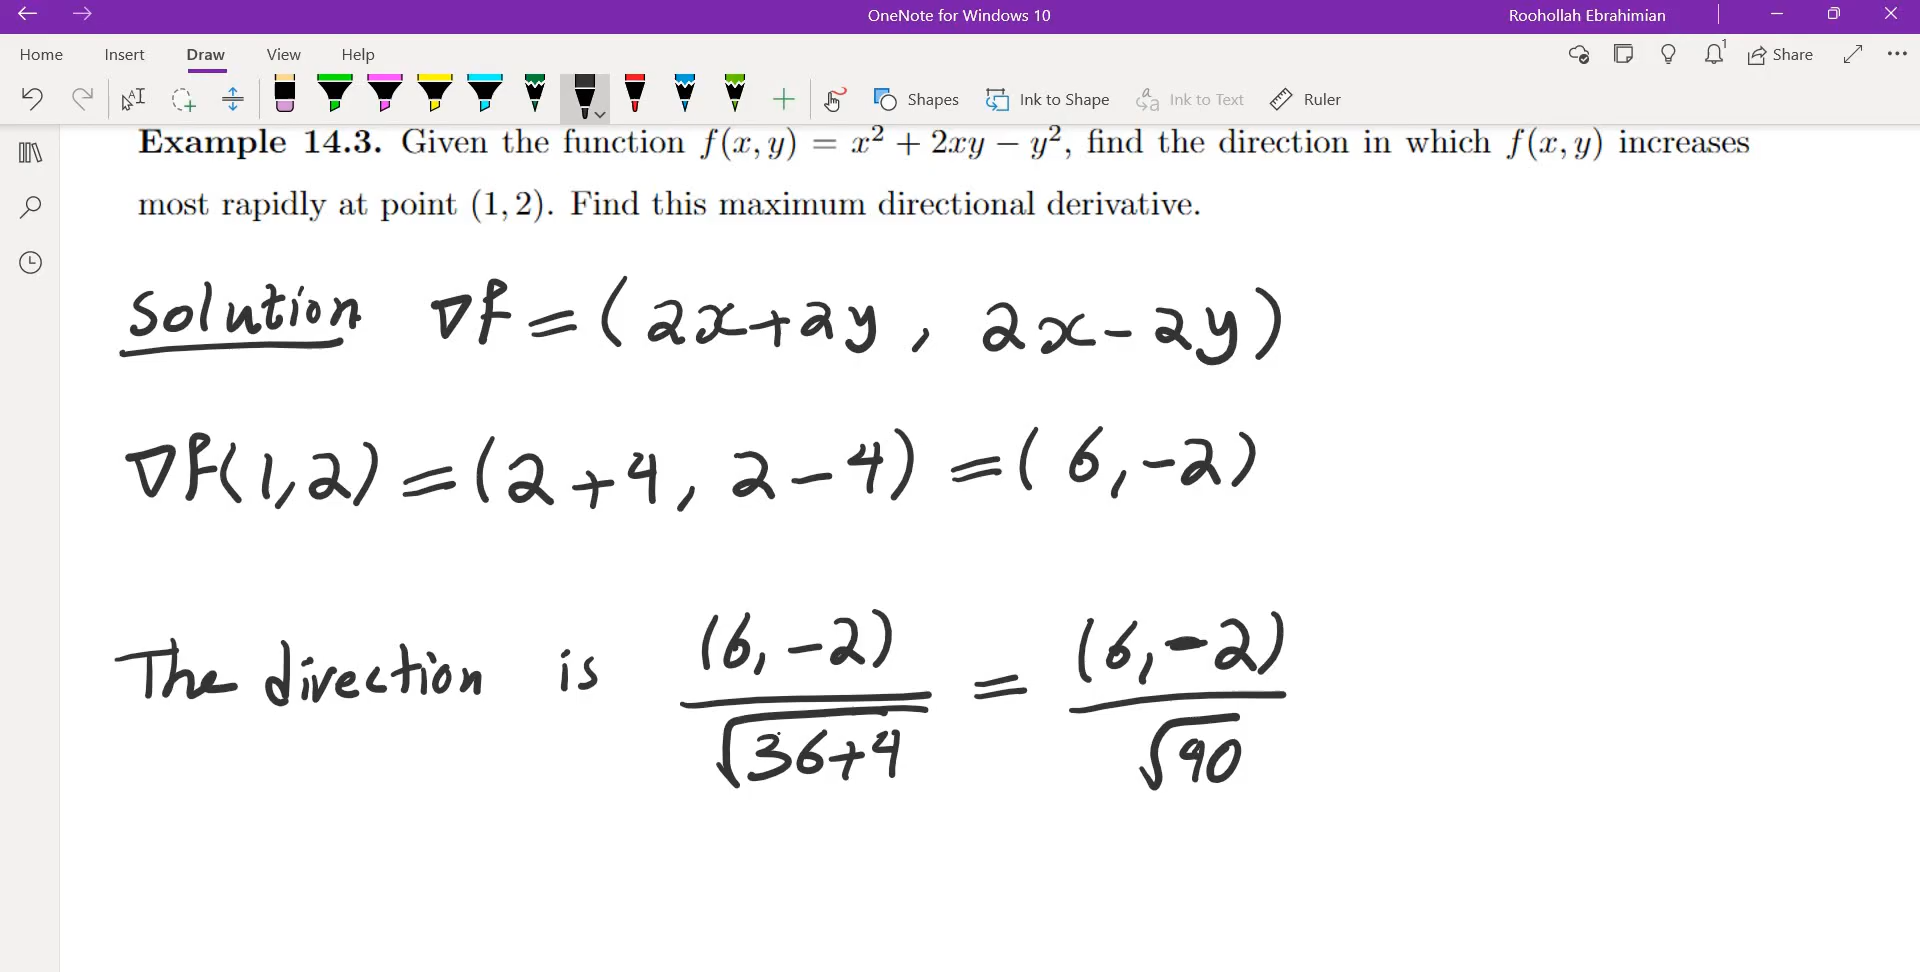 OneNote for Windows 10 Roohollah Ebrahimian
Home Insert Draw View Help 1 Share
Shapes Ink to Shape Ink to Text Ruler
Example 14.3. Given the function f(x, y) = x² + 2xy − y², find the direction in which f(x, y) increases
most rapidly at point (1, 2). Find this maximum directional derivative.
Solution ∇f = (2x+2y, 2x-2y)
∇f(1,2) = (2+4, 2-4) = (6,-2)
The direction is (6,-2)/√(36+4) = (6,-2)/√40